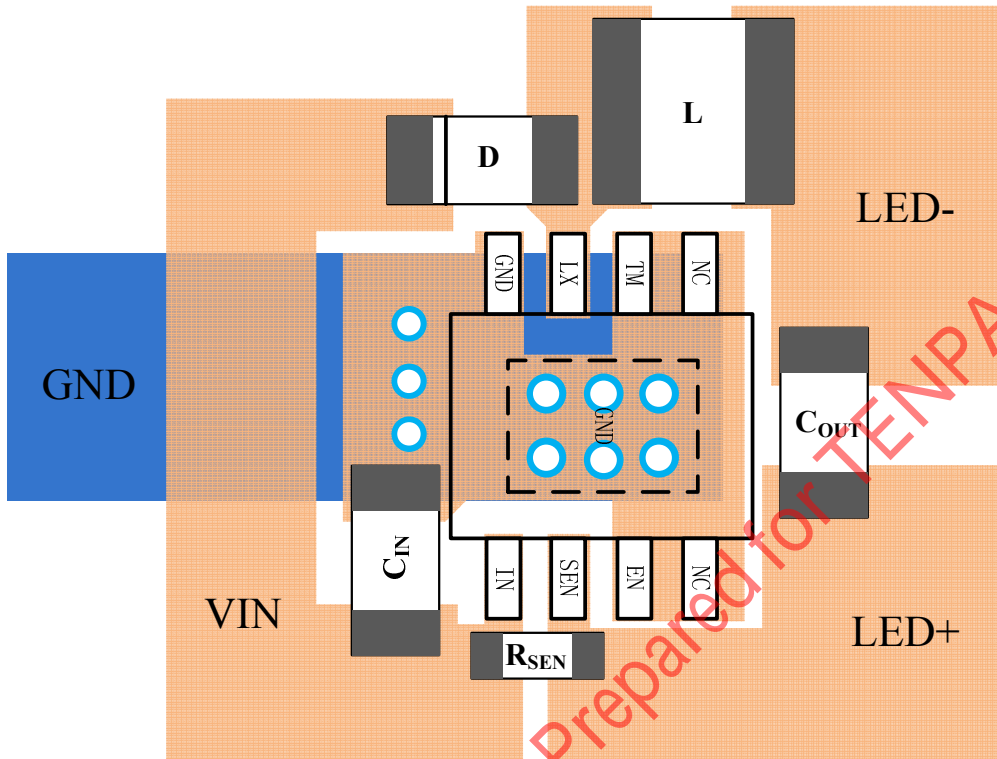 L
D
LED-
GND
LX
TM
NC
GND
GND
COUT
CIN
IN
SEN
EN
NC
VIN
RSEN
LED+
Prepared for TENPA